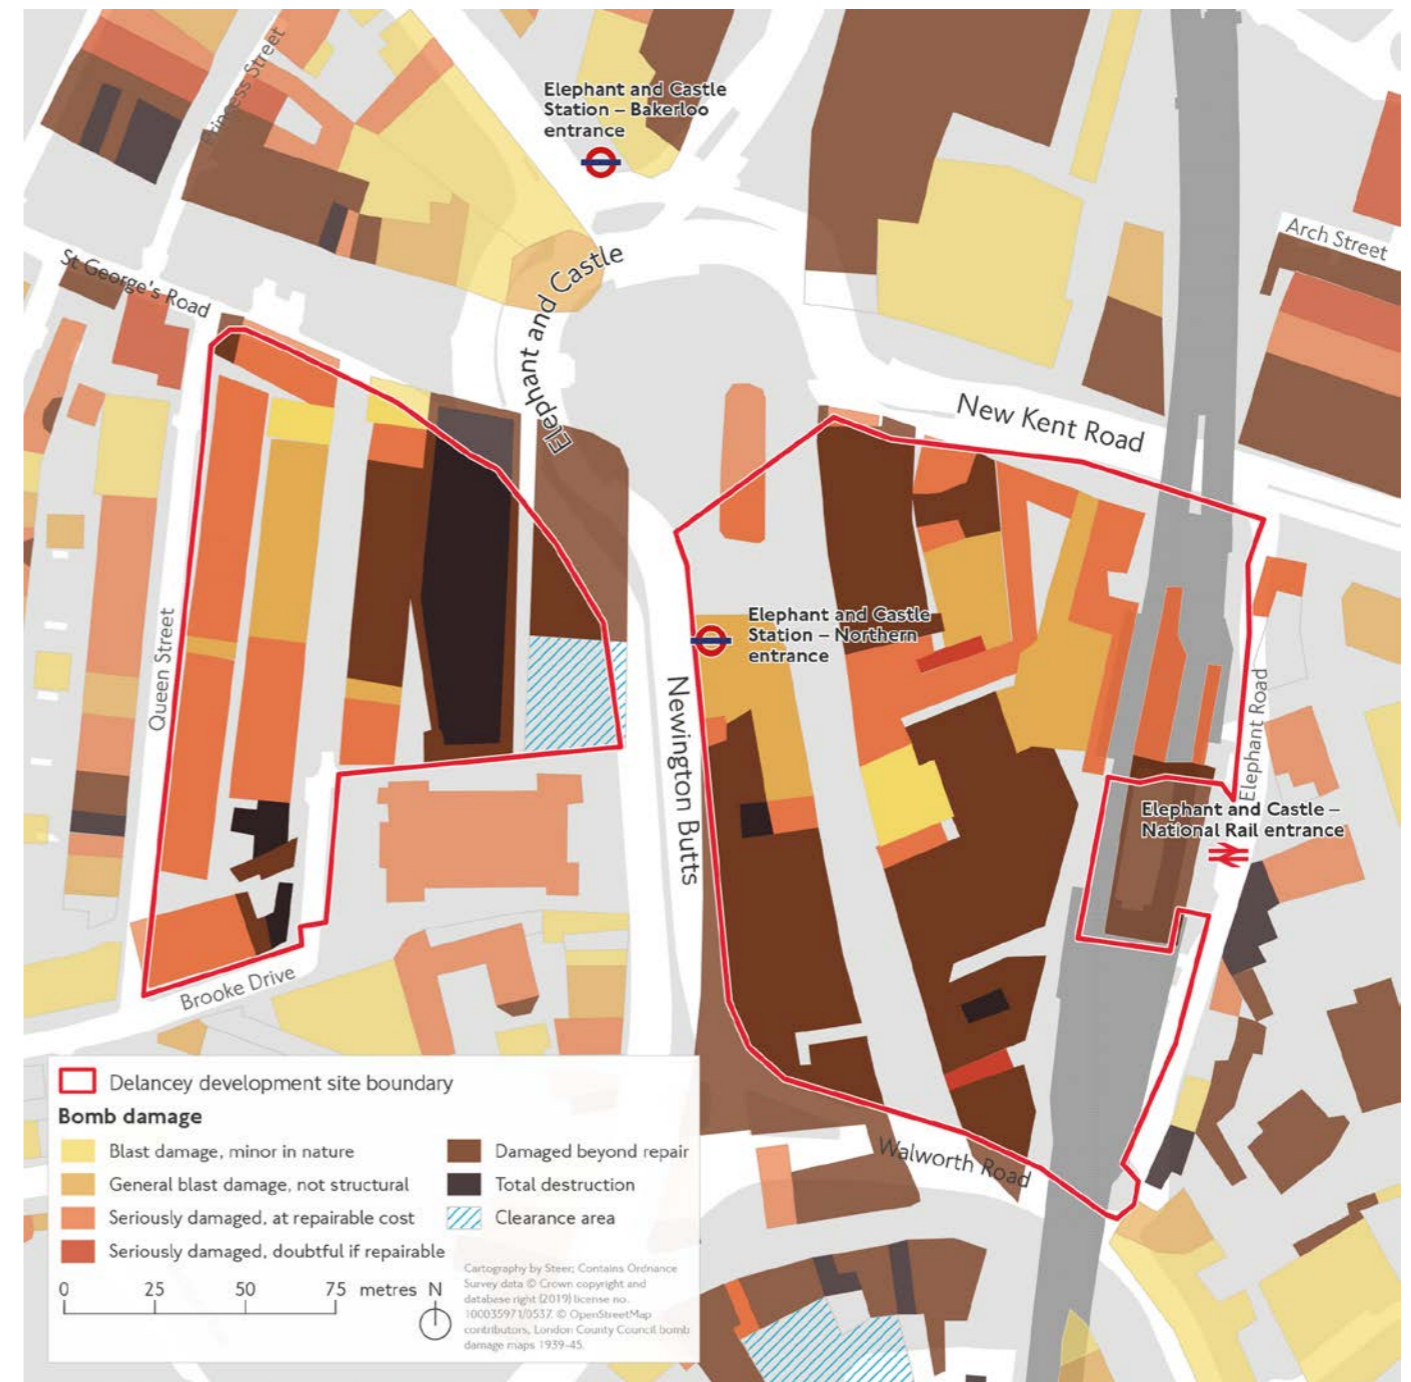 Princess Street
Elephant and Castle
Station – Bakerloo
entrance
St George's Road
Elephant and Castle
Arch Street
New Kent Road
Queen Street
Elephant and Castle
Station – Northern
entrance
Newington Butts
Elephant Road
Elephant and Castle –
National Rail entrance
Brooke Drive
Walworth Road
Delancey development site boundary
Bomb damage
Blast damage, minor in nature
General blast damage, not structural
Seriously damaged, at repairable cost
Seriously damaged, doubtful if repairable
Damaged beyond repair
Total destruction
Clearance area
0 25 50 75 metres N
Cartography by Steer; Contains Ordnance
Survey data © Crown copyright and
database right (2019) license no.
100035971/0537. © OpenStreetMap
contributors, London County Council bomb
damage maps 1939-45.